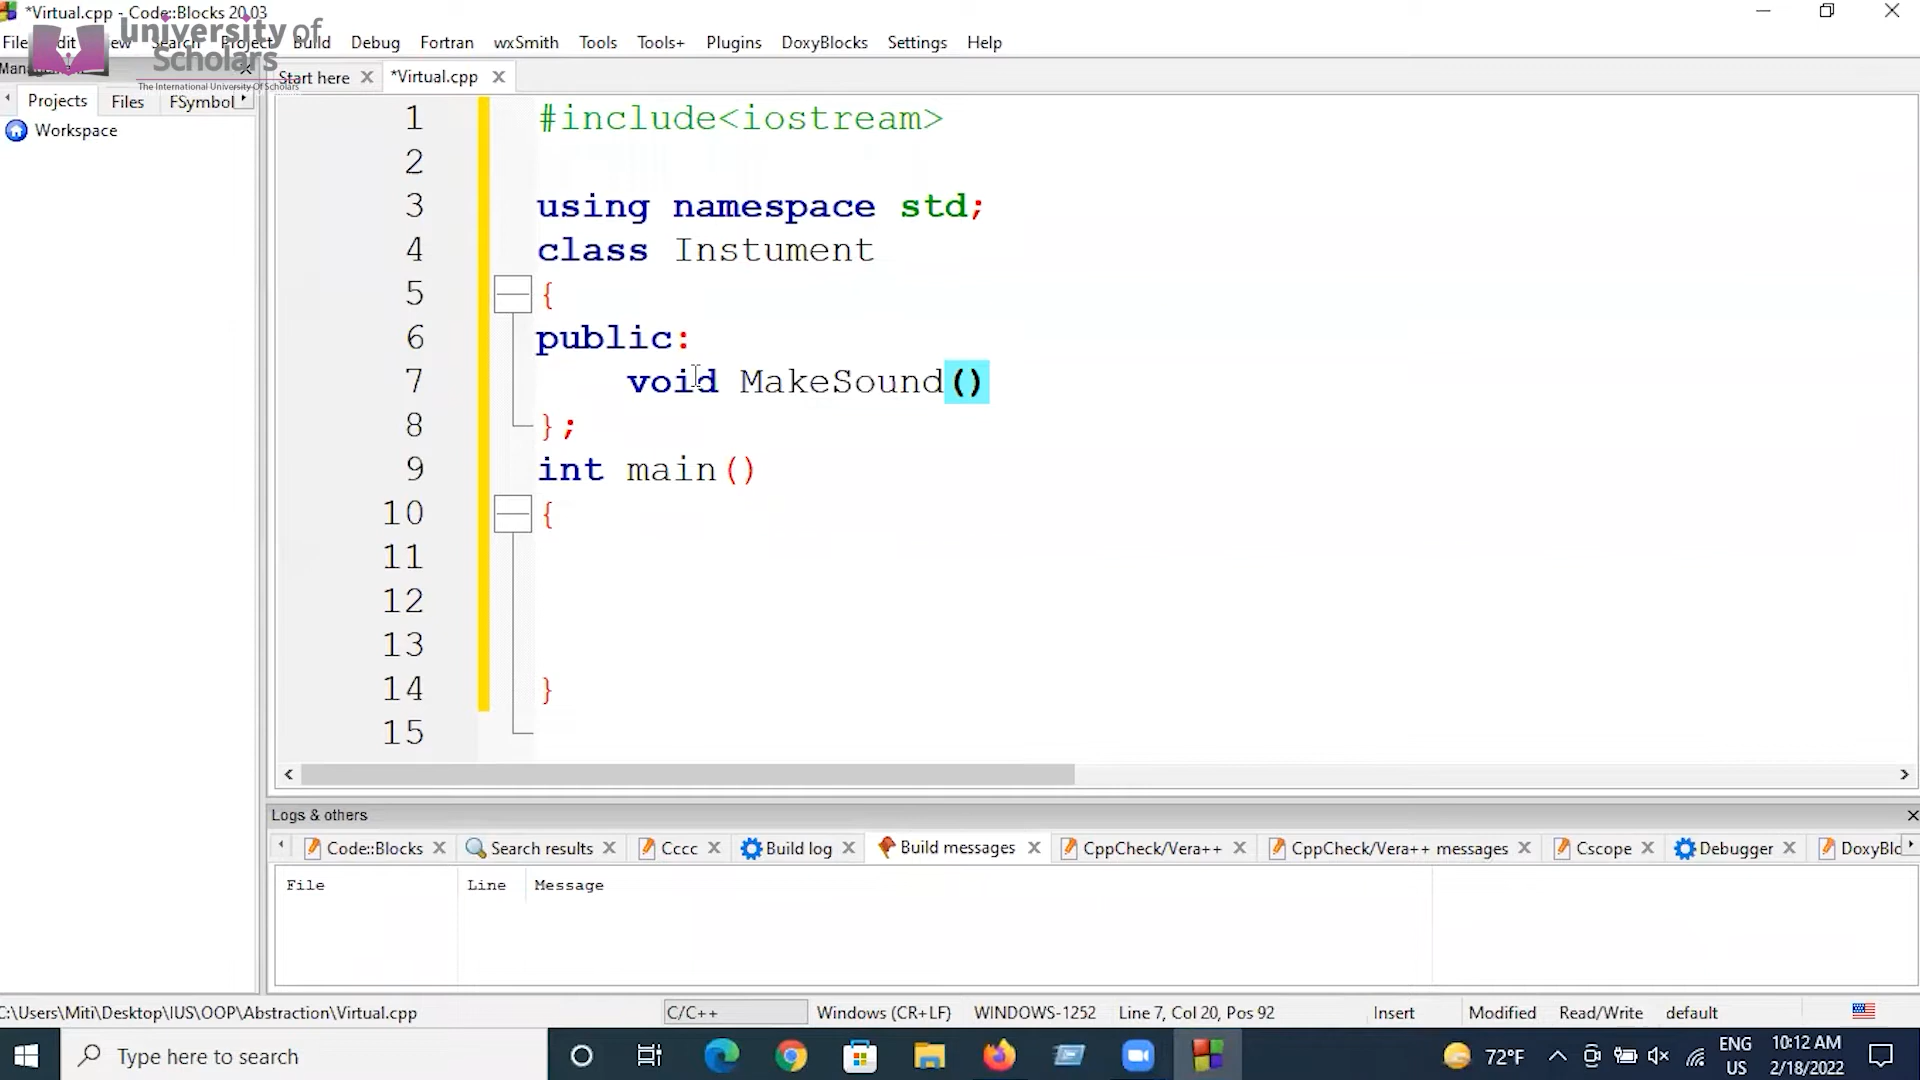 *Virtual.cpp - Code::Blocks 20.03
University of
Scholars
The International University Of Scholars
File Edit View Search Project Build Debug Fortran wxSmith Tools Tools+ Plugins DoxyBlocks Settings Help
Start here *Virtual.cpp
Projects Files FSymbol
Workspace
1 #include<iostream>
2
3 using namespace std;
4 class Instument
5 {
6 public:
7 void MakeSound()
8 };
9 int main()
10 {
11
12
13
14 }
15
Logs & others
Code::Blocks Search results Cccc Build log Build messages CppCheck/Vera++ CppCheck/Vera++ messages Cscope Debugger DoxyBlo
File Line Message
C:\Users\Miti\Desktop\IUS\OOP\Abstraction\Virtual.cpp C/C++ Windows (CR+LF) WINDOWS-1252 Line 7, Col 20, Pos 92 Insert Modified Read/Write default
Type here to search 72°F ENG US 10:12 AM 2/18/2022